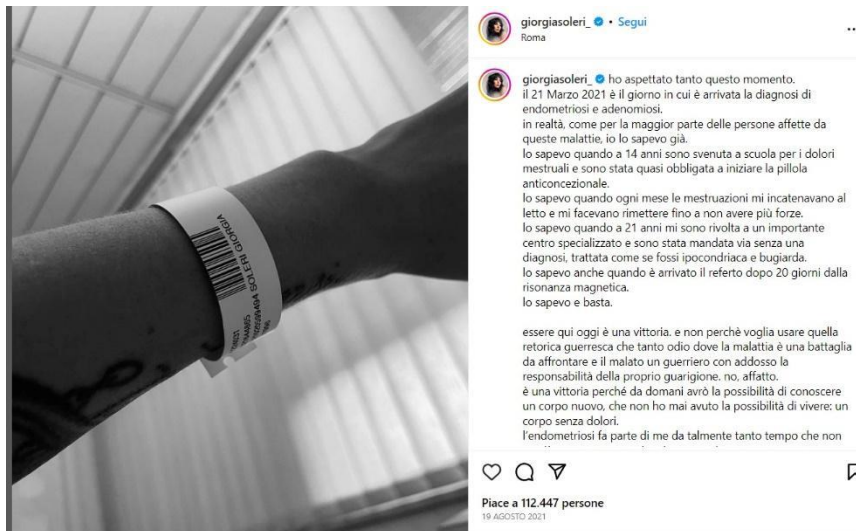 giorgiasoleri_ • Segui
Roma
giorgiasoleri_ ho aspettato tanto questo momento.
il 21 Marzo 2021 è il giorno in cui è arrivata la diagnosi di
endometriosi e adenomiosi.
in realtà, come per la maggior parte delle persone affette da
queste malattie, io lo sapevo già.
lo sapevo quando a 14 anni sono svenuta a scuola per i dolori
mestruali e sono stata quasi obbligata a iniziare la pillola
anticoncezionale.
lo sapevo quando ogni mese le mestruazioni mi incatenavano al
letto e mi facevano rimettere fino a non avere più forze.
lo sapevo quando a 21 anni mi sono rivolta a un importante
centro specializzato e sono stata mandata via senza una
diagnosi, trattata come se fossi ipocondriaca e bugiarda.
lo sapevo anche quando è arrivato il referto dopo 20 giorni dalla
risonanza magnetica.
lo sapevo e basta.
essere qui oggi è una vittoria. e non perchè voglia usare quella
retorica guerresca che tanto odio dove la malattia è una battaglia
da affrontare e il malato un guerriero con addosso la
responsabilità della proprio guarigione. no, affatto.
è una vittoria perché da domani avrò la possibilità di conoscere
un corpo nuovo, che non ho mai avuto la possibilità di vivere: un
corpo senza dolori.
l'endometriosi fa parte di me da talmente tanto tempo che non
Piace a 112.447 persone
19 AGOSTO 2021
SOLERI GIORGIA